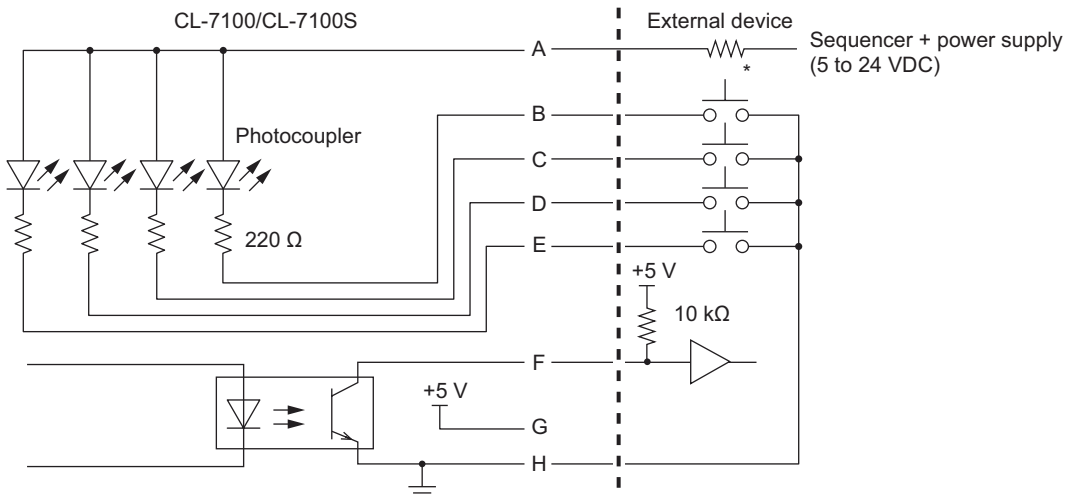 CL-7100/CL-7100S
External device
A
Sequencer + power supply
(5 to 24 VDC)
*
B
Photocoupler
C
D
220 Ω
E
+5 V
10 kΩ
F
+5 V
G
H